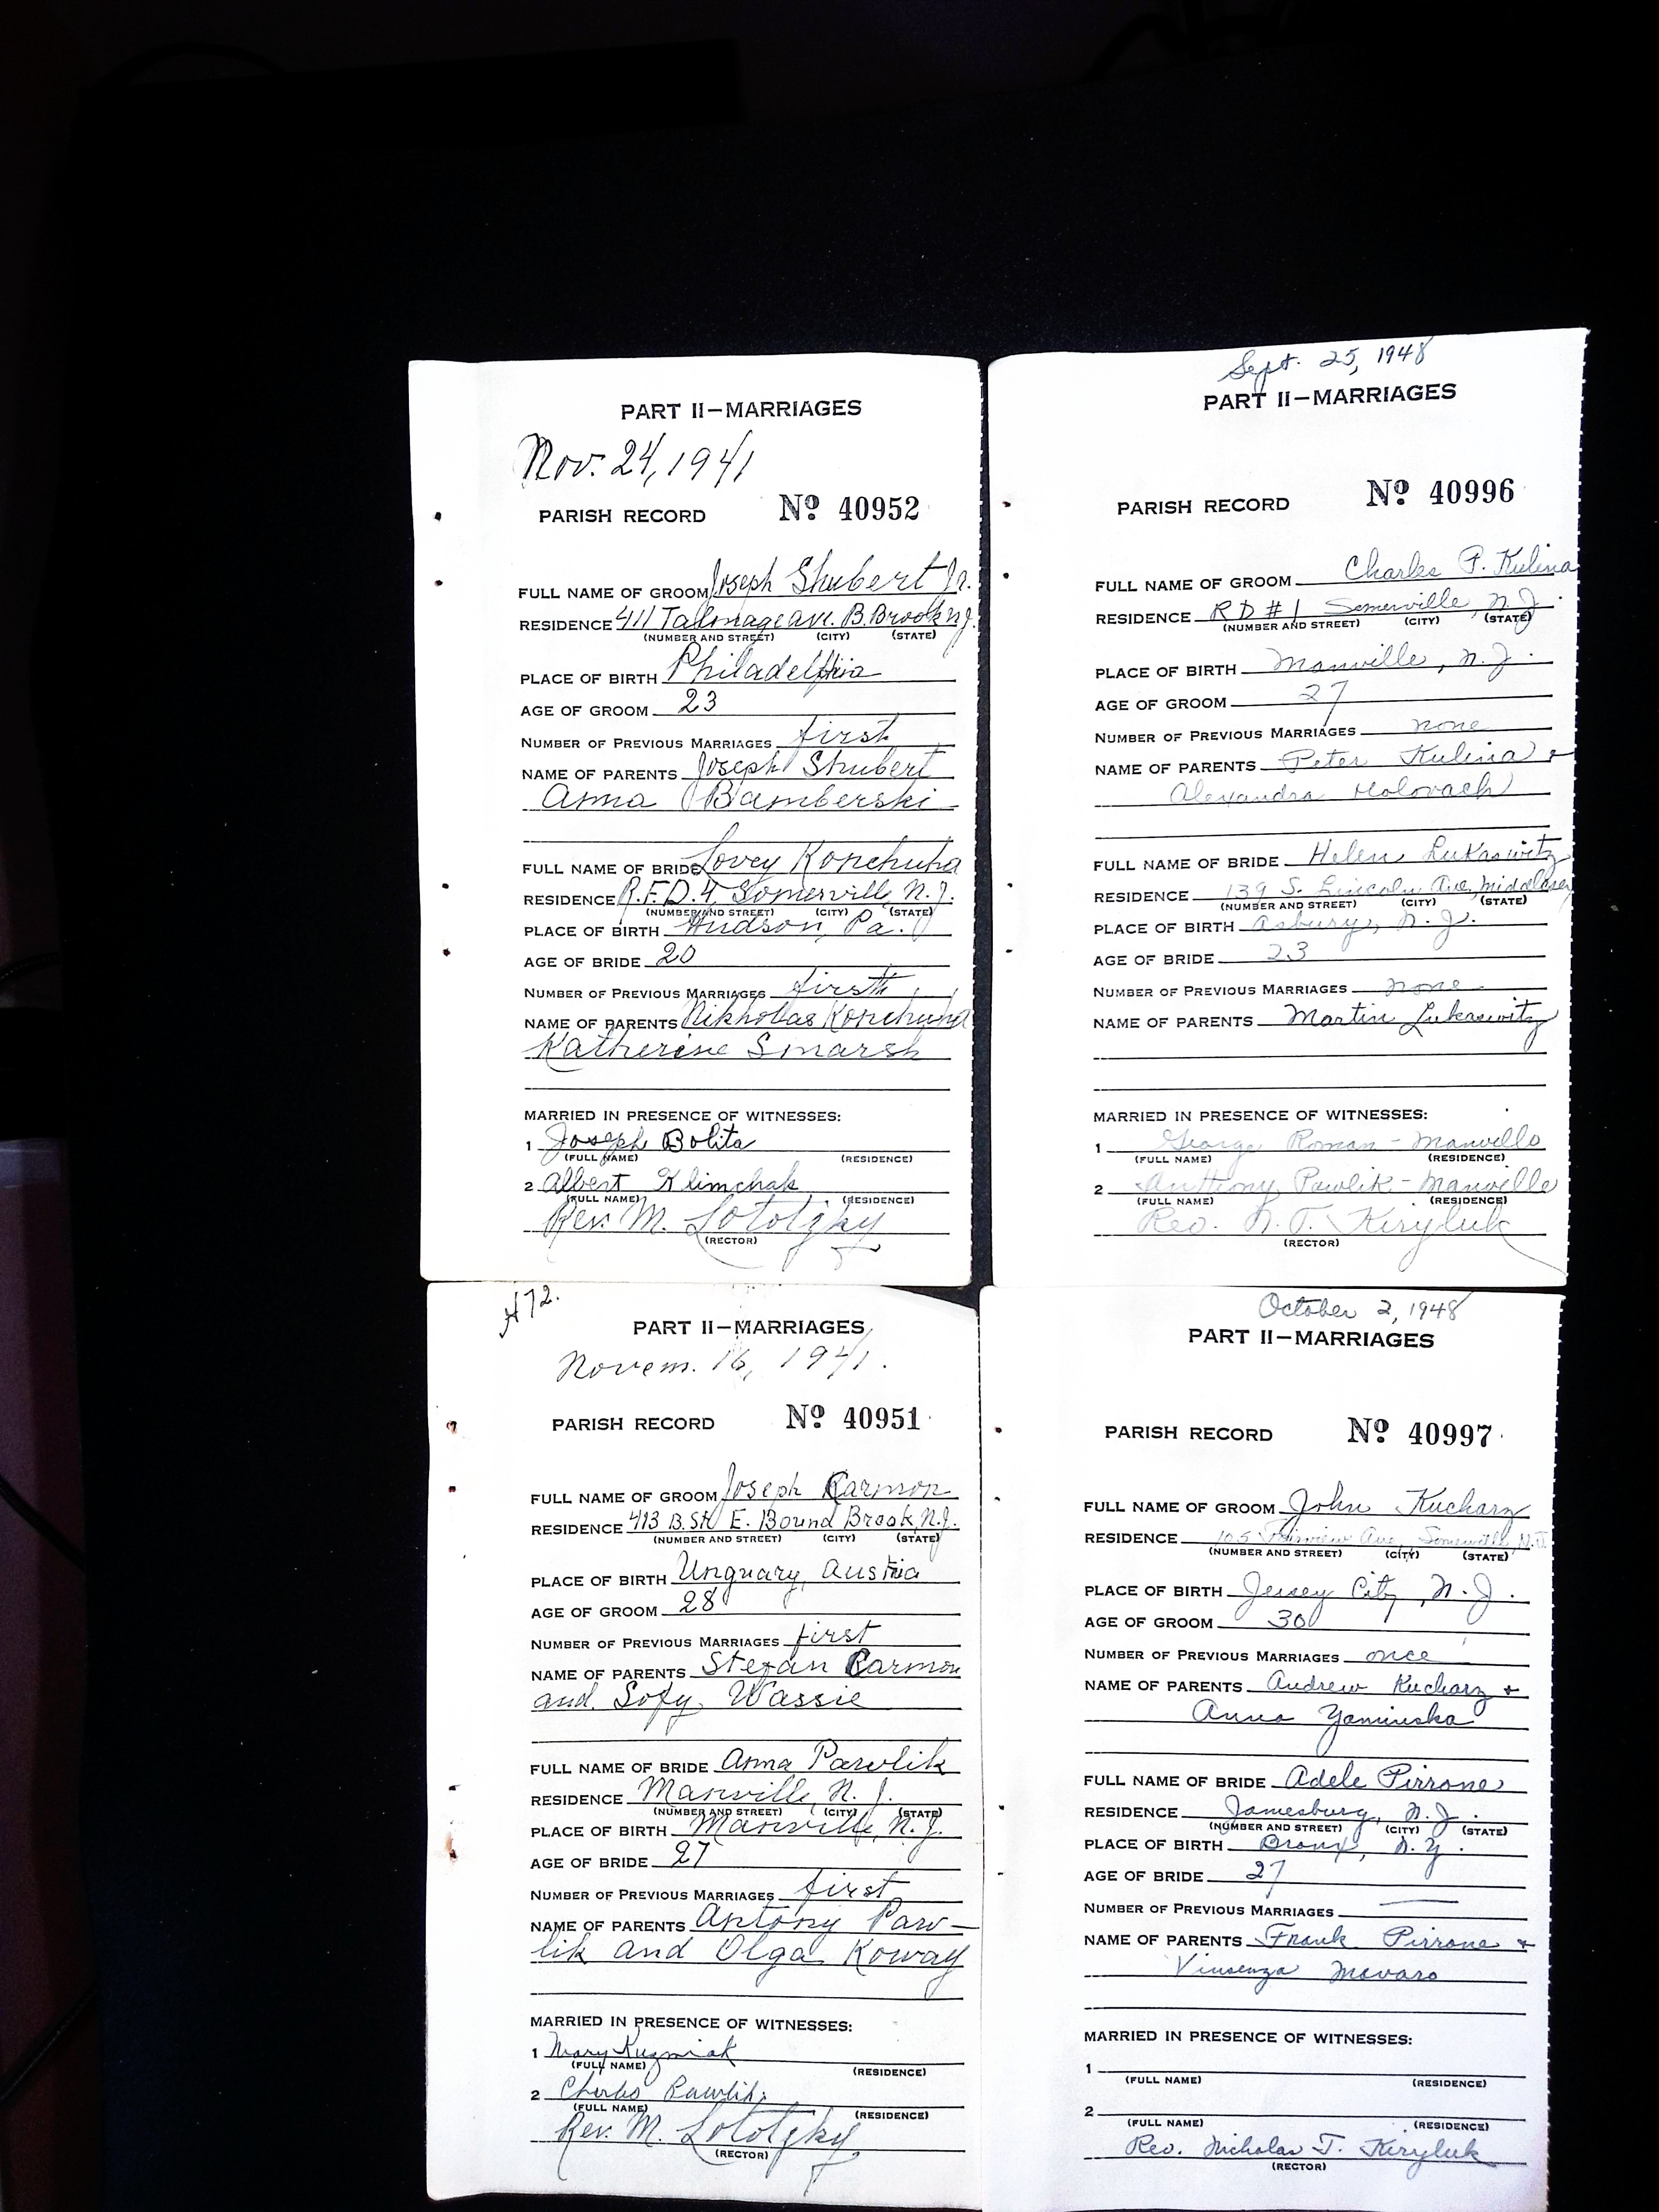 PART II—MARRIAGES
Nov. 24, 1941
PARISH RECORD Nº 40952
FULL NAME OF GROOM Joseph Shubert Jr.
RESIDENCE 411 Talmage ave. B. Brook N.J.
(NUMBER AND STREET) (CITY) (STATE)
PLACE OF BIRTH Philadelphia
AGE OF GROOM 23
NUMBER OF PREVIOUS MARRIAGES first
NAME OF PARENTS Joseph Shubert
Anna Bamberski
FULL NAME OF BRIDE Lovey Konchuha
RESIDENCE R.F.D. 4, Somerville, N.J.
(NUMBER AND STREET) (CITY) (STATE)
PLACE OF BIRTH Hudson, Pa.
AGE OF BRIDE 20
NUMBER OF PREVIOUS MARRIAGES first
NAME OF PARENTS Nikholas Konchuha
Katherine Smarsh
MARRIED IN PRESENCE OF WITNESSES:
1 Joseph Bolita
(FULL NAME) (RESIDENCE)
2 Albert Klimchak
(FULL NAME) (RESIDENCE)
Rev. M. Lototzky
(RECTOR)
Sept. 25, 1948
PART II—MARRIAGES
PARISH RECORD Nº 40996
FULL NAME OF GROOM Charles P. Kulina
RESIDENCE RD #1 Somerville, N.J.
(NUMBER AND STREET) (CITY) (STATE)
PLACE OF BIRTH Manville, N.J.
AGE OF GROOM 27
NUMBER OF PREVIOUS MARRIAGES none
NAME OF PARENTS Peter Kulina +
Alexandra Holovach
FULL NAME OF BRIDE Helen Lukaswitz
RESIDENCE 139 S. Lincoln Ave, Middlesex
(NUMBER AND STREET) (CITY) (STATE)
PLACE OF BIRTH Asbury, N.J.
AGE OF BRIDE 23
NUMBER OF PREVIOUS MARRIAGES none
NAME OF PARENTS Martin Lukaswitz
MARRIED IN PRESENCE OF WITNESSES:
1 George Roman - Manville
(FULL NAME) (RESIDENCE)
2 Anthony Pawlik - Manville
(FULL NAME) (RESIDENCE)
Rev. N. T. Kiryluk
(RECTOR)
472.
PART II—MARRIAGES
Novem. 16, 1941.
PARISH RECORD Nº 40951
FULL NAME OF GROOM Joseph Carmon
RESIDENCE 413 B. St. E. Bound Brook, N.J.
(NUMBER AND STREET) (CITY) (STATE)
PLACE OF BIRTH Unguary, Austria
AGE OF GROOM 28
NUMBER OF PREVIOUS MARRIAGES first
NAME OF PARENTS Stefan Carmon
and Sofy Wassie
FULL NAME OF BRIDE Anna Pawlik
RESIDENCE Manville, N.J.
(NUMBER AND STREET) (CITY) (STATE)
PLACE OF BIRTH Manville, N.J.
AGE OF BRIDE 27
NUMBER OF PREVIOUS MARRIAGES first
NAME OF PARENTS Antony Paw-
lik and Olga Koway
MARRIED IN PRESENCE OF WITNESSES:
1 Mary Kuzniak
(FULL NAME) (RESIDENCE)
2 Pawlik
(FULL NAME) (RESIDENCE)
Rev. M. Lototzky
(RECTOR)
October 2, 1948
PART II—MARRIAGES
PARISH RECORD Nº 40997
FULL NAME OF GROOM John Kucharz
RESIDENCE 105 Fairview Ave, Somerville, N.J.
(NUMBER AND STREET) (CITY) (STATE)
PLACE OF BIRTH Jersey City, N.J.
AGE OF GROOM 30
NUMBER OF PREVIOUS MARRIAGES once
NAME OF PARENTS Andrew Kucharz +
Anna Yaminska
FULL NAME OF BRIDE Adele Pirrone
RESIDENCE Jamesburg, N.J.
(NUMBER AND STREET) (CITY) (STATE)
PLACE OF BIRTH Bronx, N.Y.
AGE OF BRIDE 27
NUMBER OF PREVIOUS MARRIAGES —
NAME OF PARENTS Frank Pirrone +
Vinsenza Movaro
MARRIED IN PRESENCE OF WITNESSES:
1
(FULL NAME) (RESIDENCE)
2
(FULL NAME) (RESIDENCE)
Rev. Nicholas T. Kiryluk
(RECTOR)